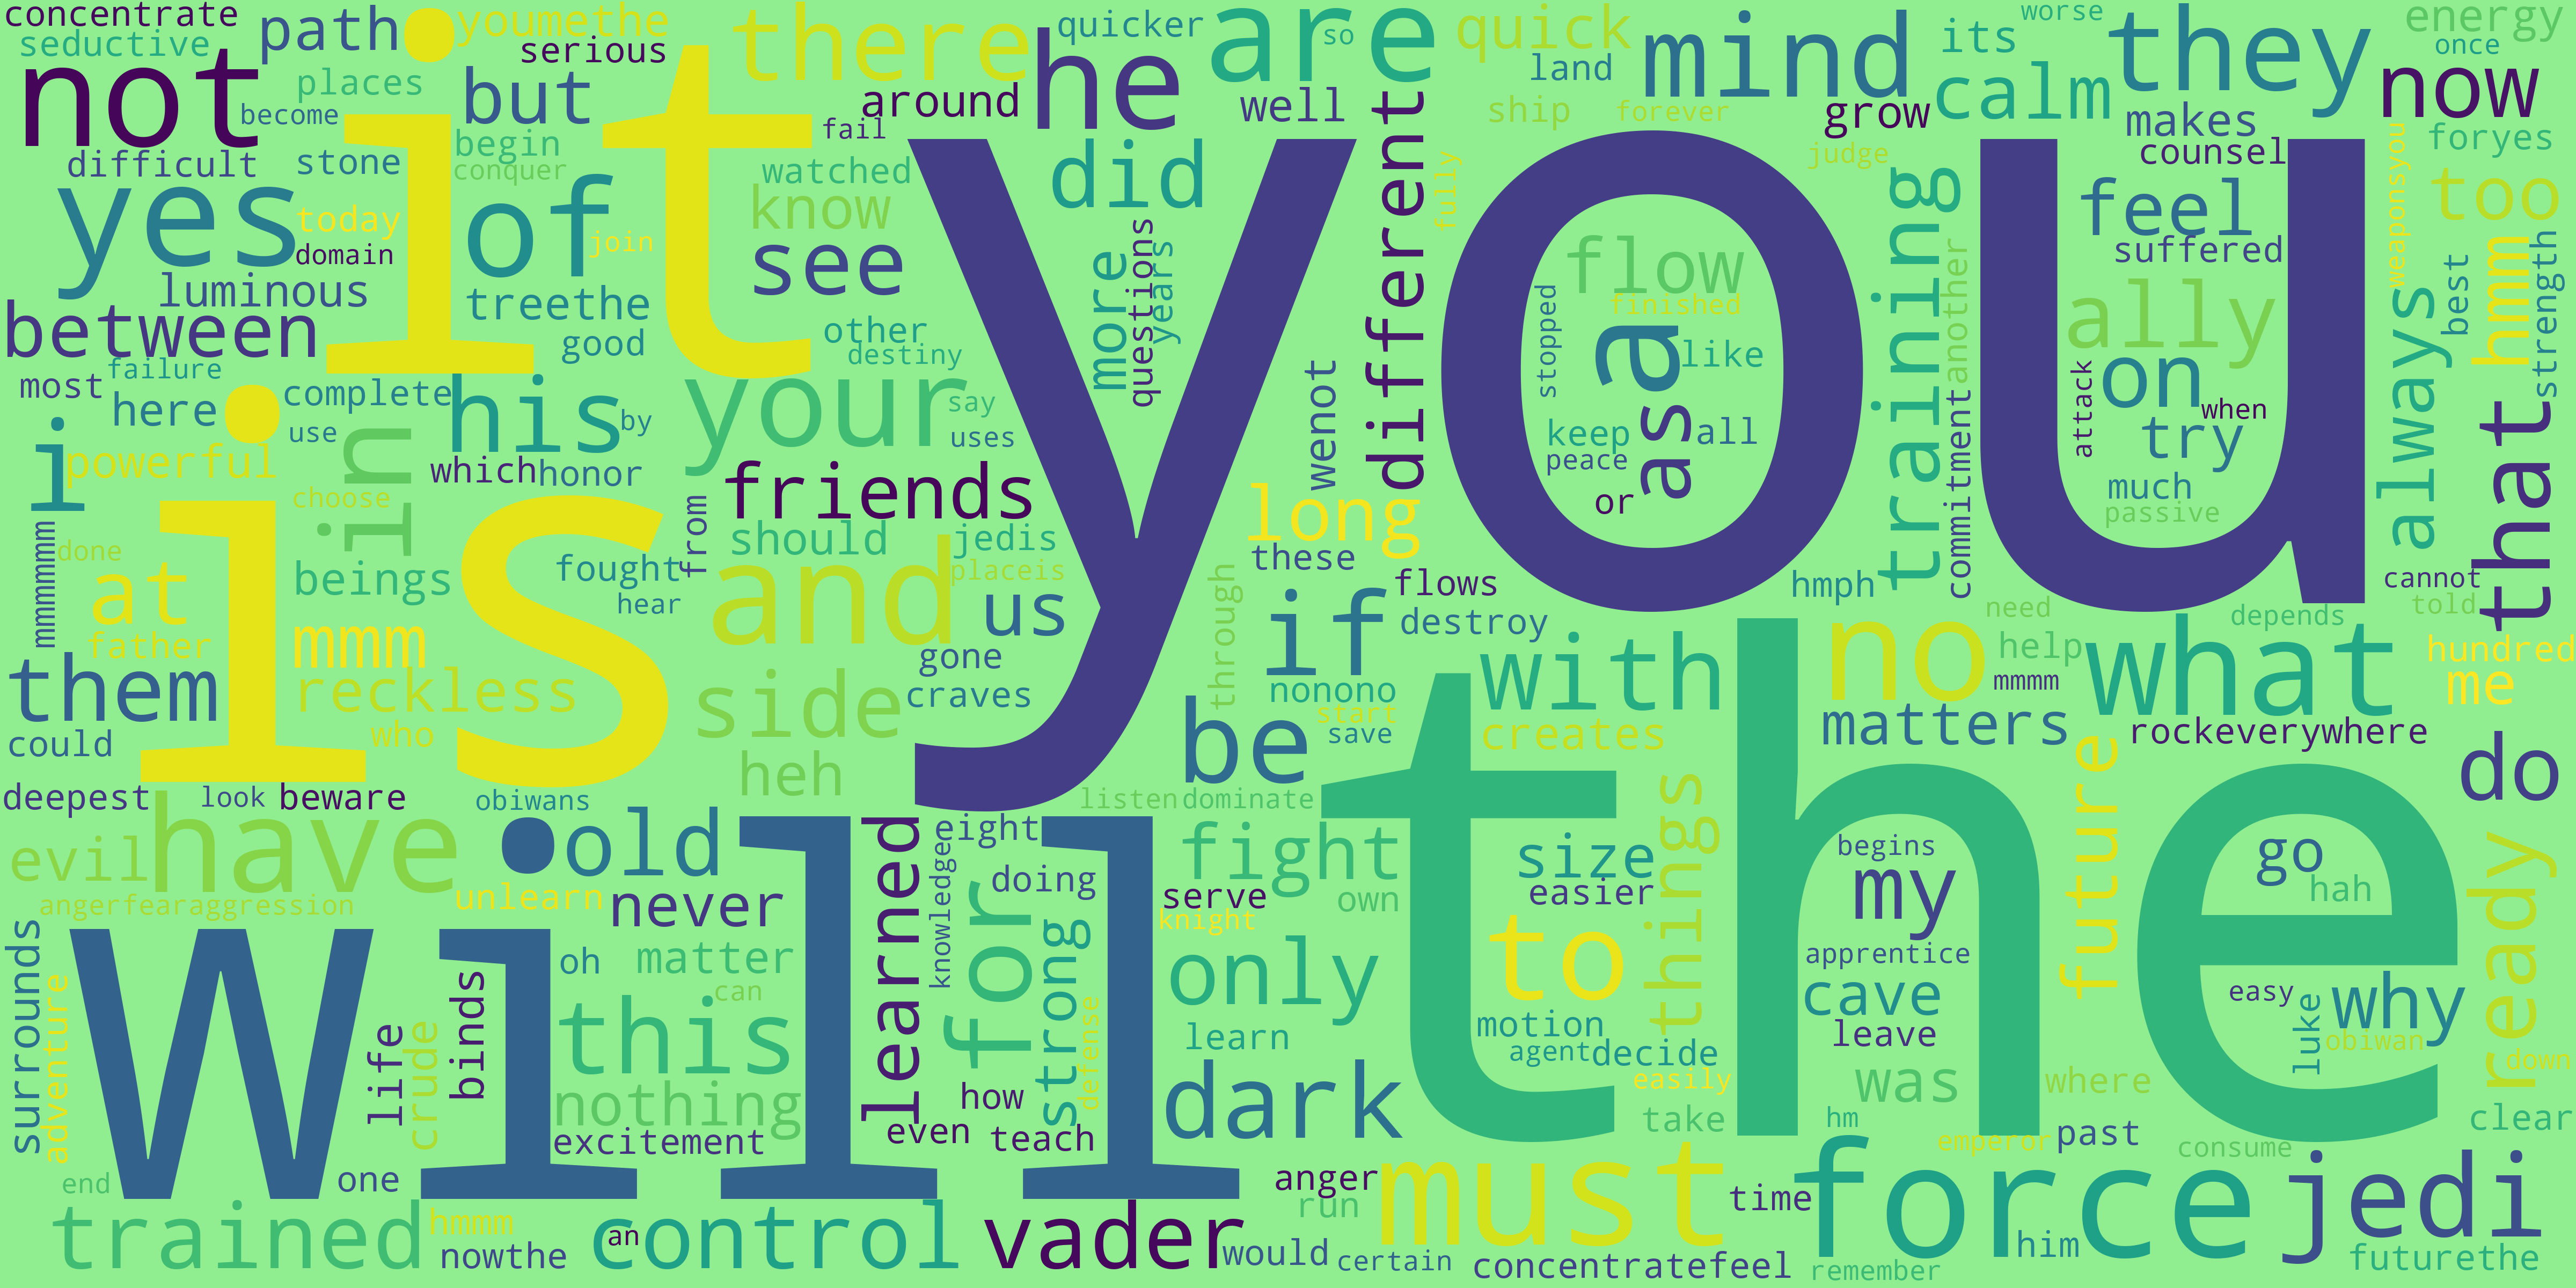 concentrate
seductive
path
youmethe
serious
there
quicker
so
are
quick
land
mind
its
worse
they
energy
once
not
places
become
but
he
around
well
ship
forever
grow
calm
makes
now
foryes
difficult
stone
begin
conquer
it
fail
watched
did
different
judge
counsel
yes
today
domain
of
join
know
see
you
questions
years
more
fully
training
another
feel
suffered
weaponsyou
too
luminous
treethe
good
other
destiny
stopped
flow
finished
a
like
ally
best
hmm
strength
between
failure
most
here
complete
use
his
by
your
say
uses
wenot
keep
peace
as
all
or
commitment
attack
on
when
try
always
that
i
powerful
in
choose
which
honor
from
friends
long
much
passive
mmmmmm
done
at
father
is
beings
fought
hear
should
jedis
placeis
and
us
these
flows
hmph
need
cannot
told
them
mmm
reckless
who
side
gone
craves
through
if
destroy
nonono
start
save
with
creates
no
help
mmmm
depends
what
hundred
me
could
heh
be
matters
rockeverywhere
do
deepest
look
beware
obiwans
listen
dominate
the
things
future
evil
have
old
learned
eight
doing
fight
size
easier
begins
my
go
hah
ready
angerfearaggression
unlearn
never
knowledge
for
strong
serve
knight
own
to
apprentice
surrounds
adventure
will
life
crude
binds
oh
matter
can
this
defense
only
learn
motion
agent
decide
easily
cave
leave
easy
luke
why
obiwan
down
nothing
excitement
how
even
teach
dark
take
was
hm
where
clear
end
one
anger
run
must
time
force
emperor
past
consume
jedi
trained
hmmm
nowthe
an
control
vader
would
certain
concentratefeel
him
remember
futurethe